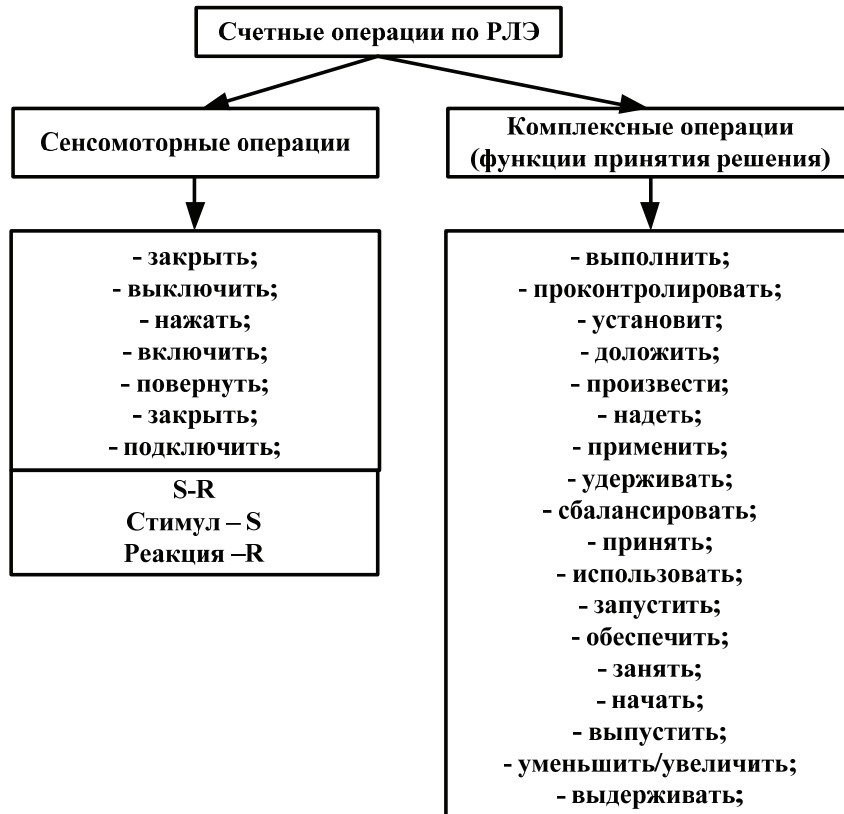 Счетные операции по РЛЭ
Сенсомоторные операции
- закрыть;
- выключить;
- нажать;
- включить;
- повернуть;
- закрыть;
- подключить;
S-R
Стимул – S
Реакция –R
Комплексные операции
(функции принятия решения)
- выполнить;
- проконтролировать;
- установит;
- доложить;
- произвести;
- надеть;
- применить;
- удерживать;
- сбалансировать;
- принять;
- использовать;
- запустить;
- обеспечить;
- занять;
- начать;
- выпустить;
- уменьшить/увеличить;
- выдерживать;